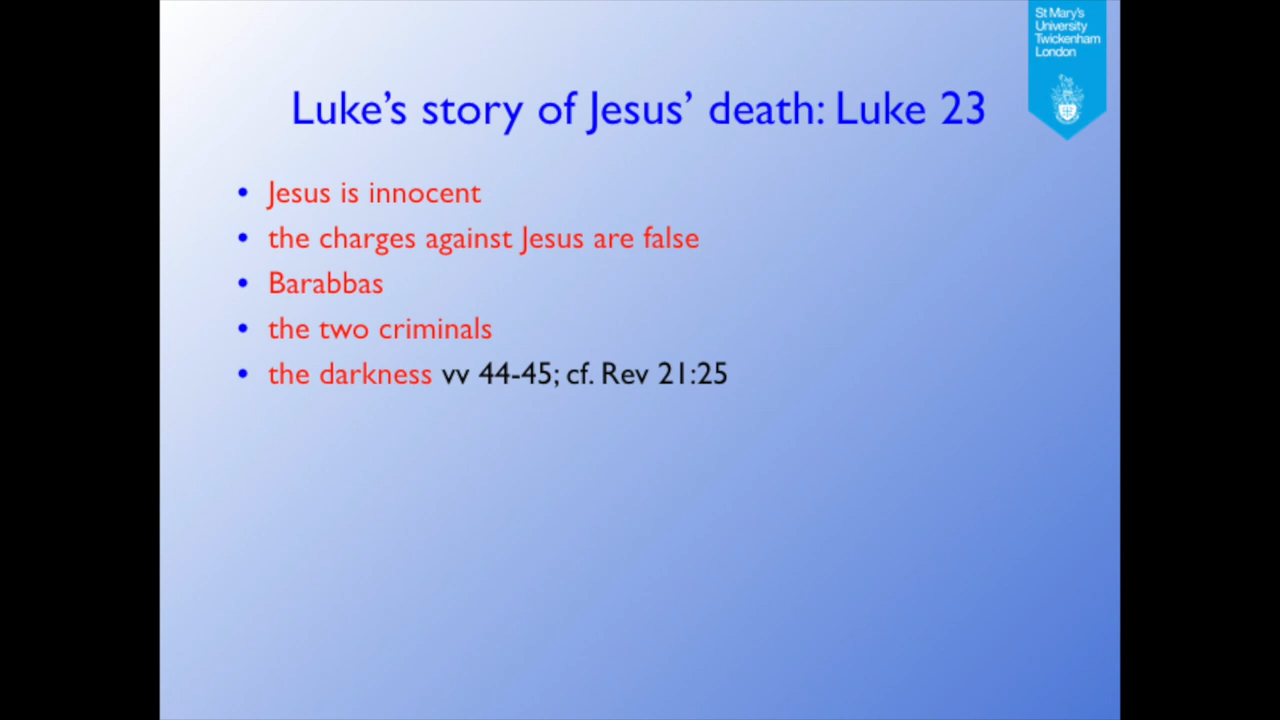 St Mary's
University
Twickenham
London
Luke's story of Jesus' death: Luke 23
• Jesus is innocent
• the charges against Jesus are false
• Barabbas
• the two criminals
• the darkness vv 44-45; cf. Rev 21:25